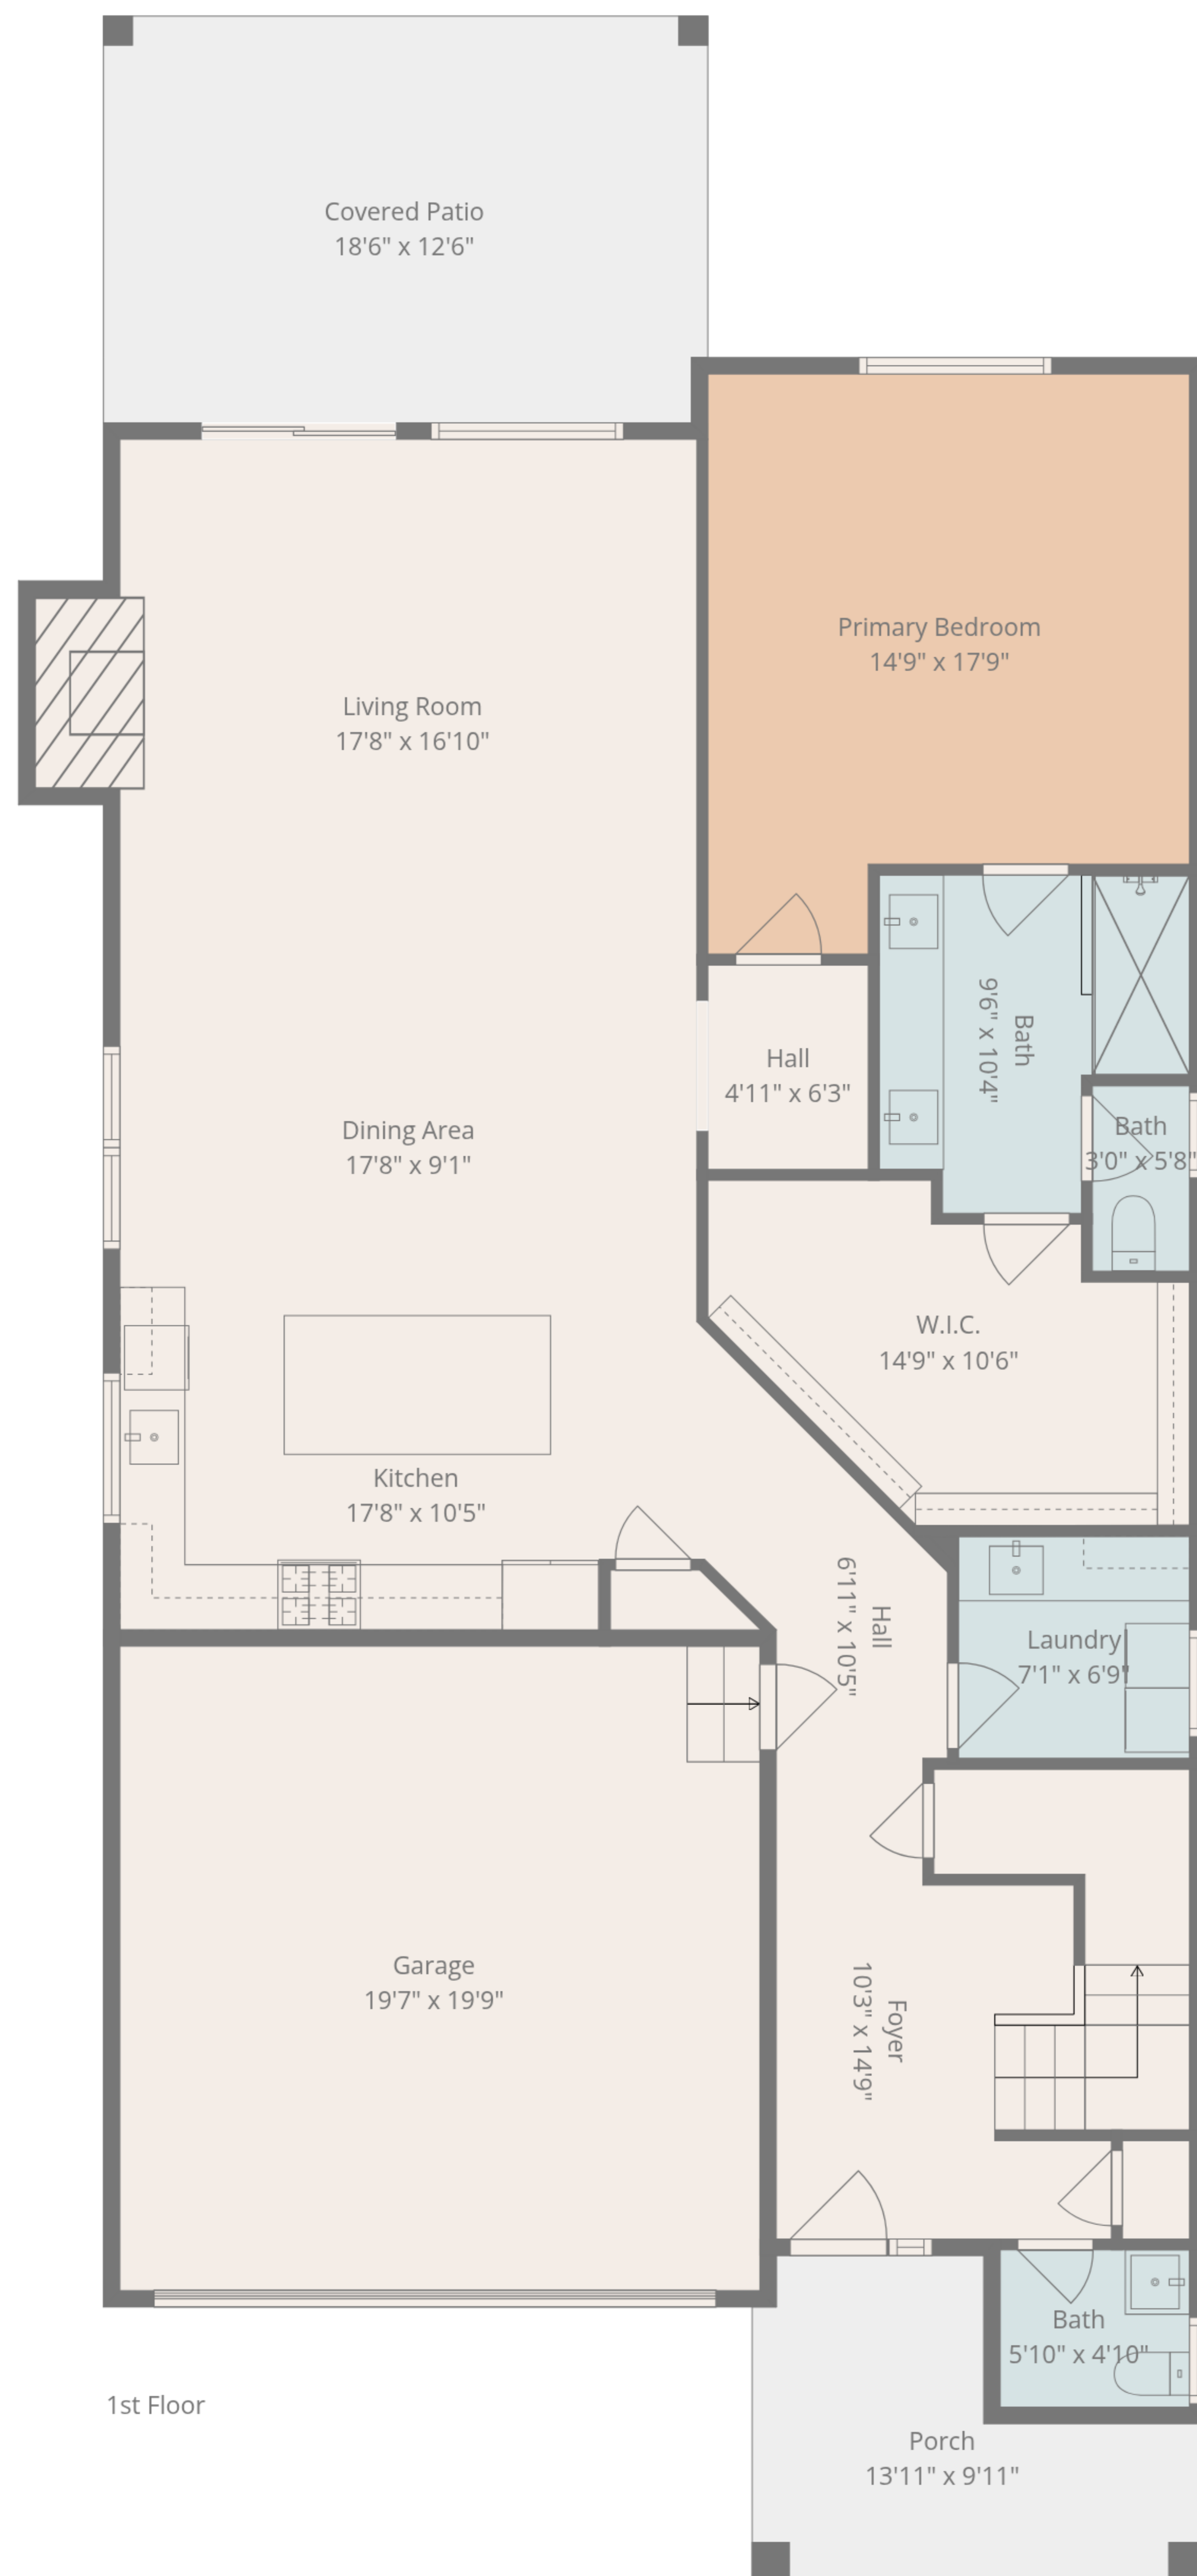 Covered Patio
18'6" x 12'6"
Primary Bedroom
14'9" x 17'9"
Living Room
17'8" x 16'10"
Bath
9'6" x 10'4"
Hall
4'11" x 6'3"
Bath
3'0" x 5'8"
Dining Area
17'8" x 9'1"
W.I.C.
14'9" x 10'6"
Kitchen
17'8" x 10'5"
Hall
6'11" x 10'5"
Laundry
7'1" x 6'9"
Garage
19'7" x 19'9"
Foyer
10'3" x 14'9"
Bath
5'10" x 4'10"
1st Floor
Porch
13'11" x 9'11"